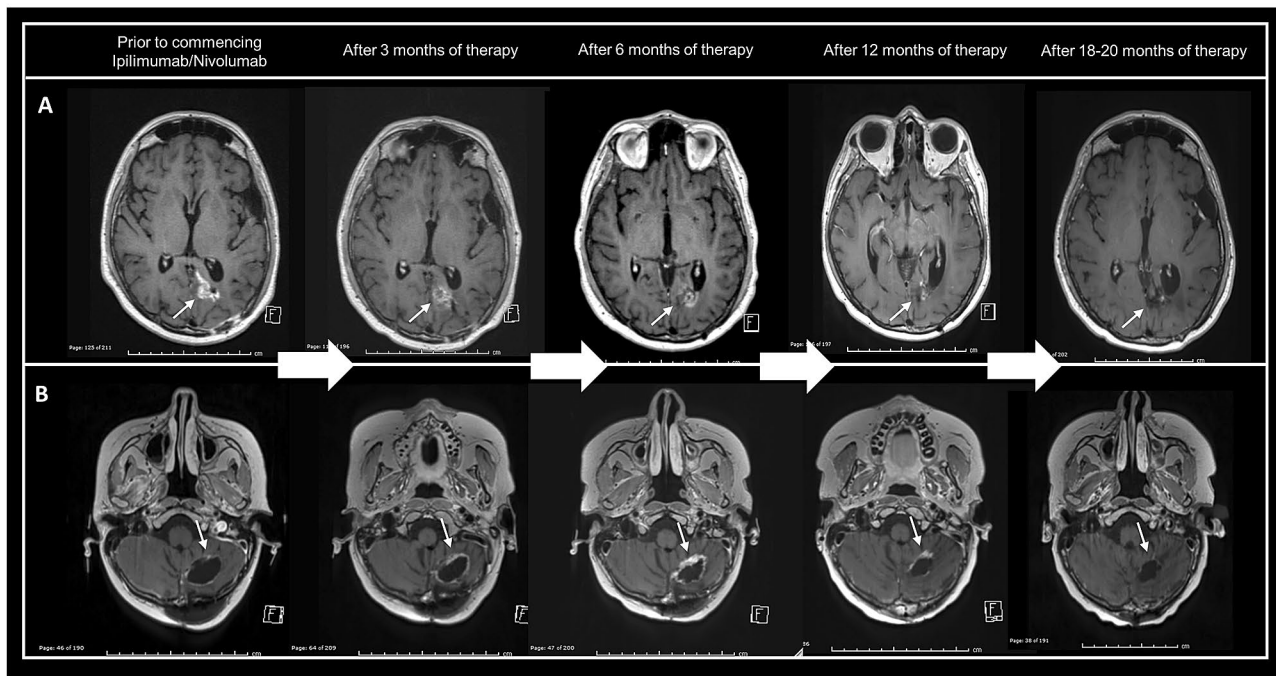 Prior to commencing
Ipilimumab/Nivolumab
After 3 months of therapy
After 6 months of therapy
After 12 months of therapy
After 18-20 months of therapy
A
F
F
F
F
Page: 125 of 211
cm
of 196
cm
cm
of 197
cm
of 202
cm
B
F
F
F
F
Page: 46 of 190
cm
Page: 64 of 209
cm
Page: 47 of 200
cm
cm
Page: 38 of 191
cm